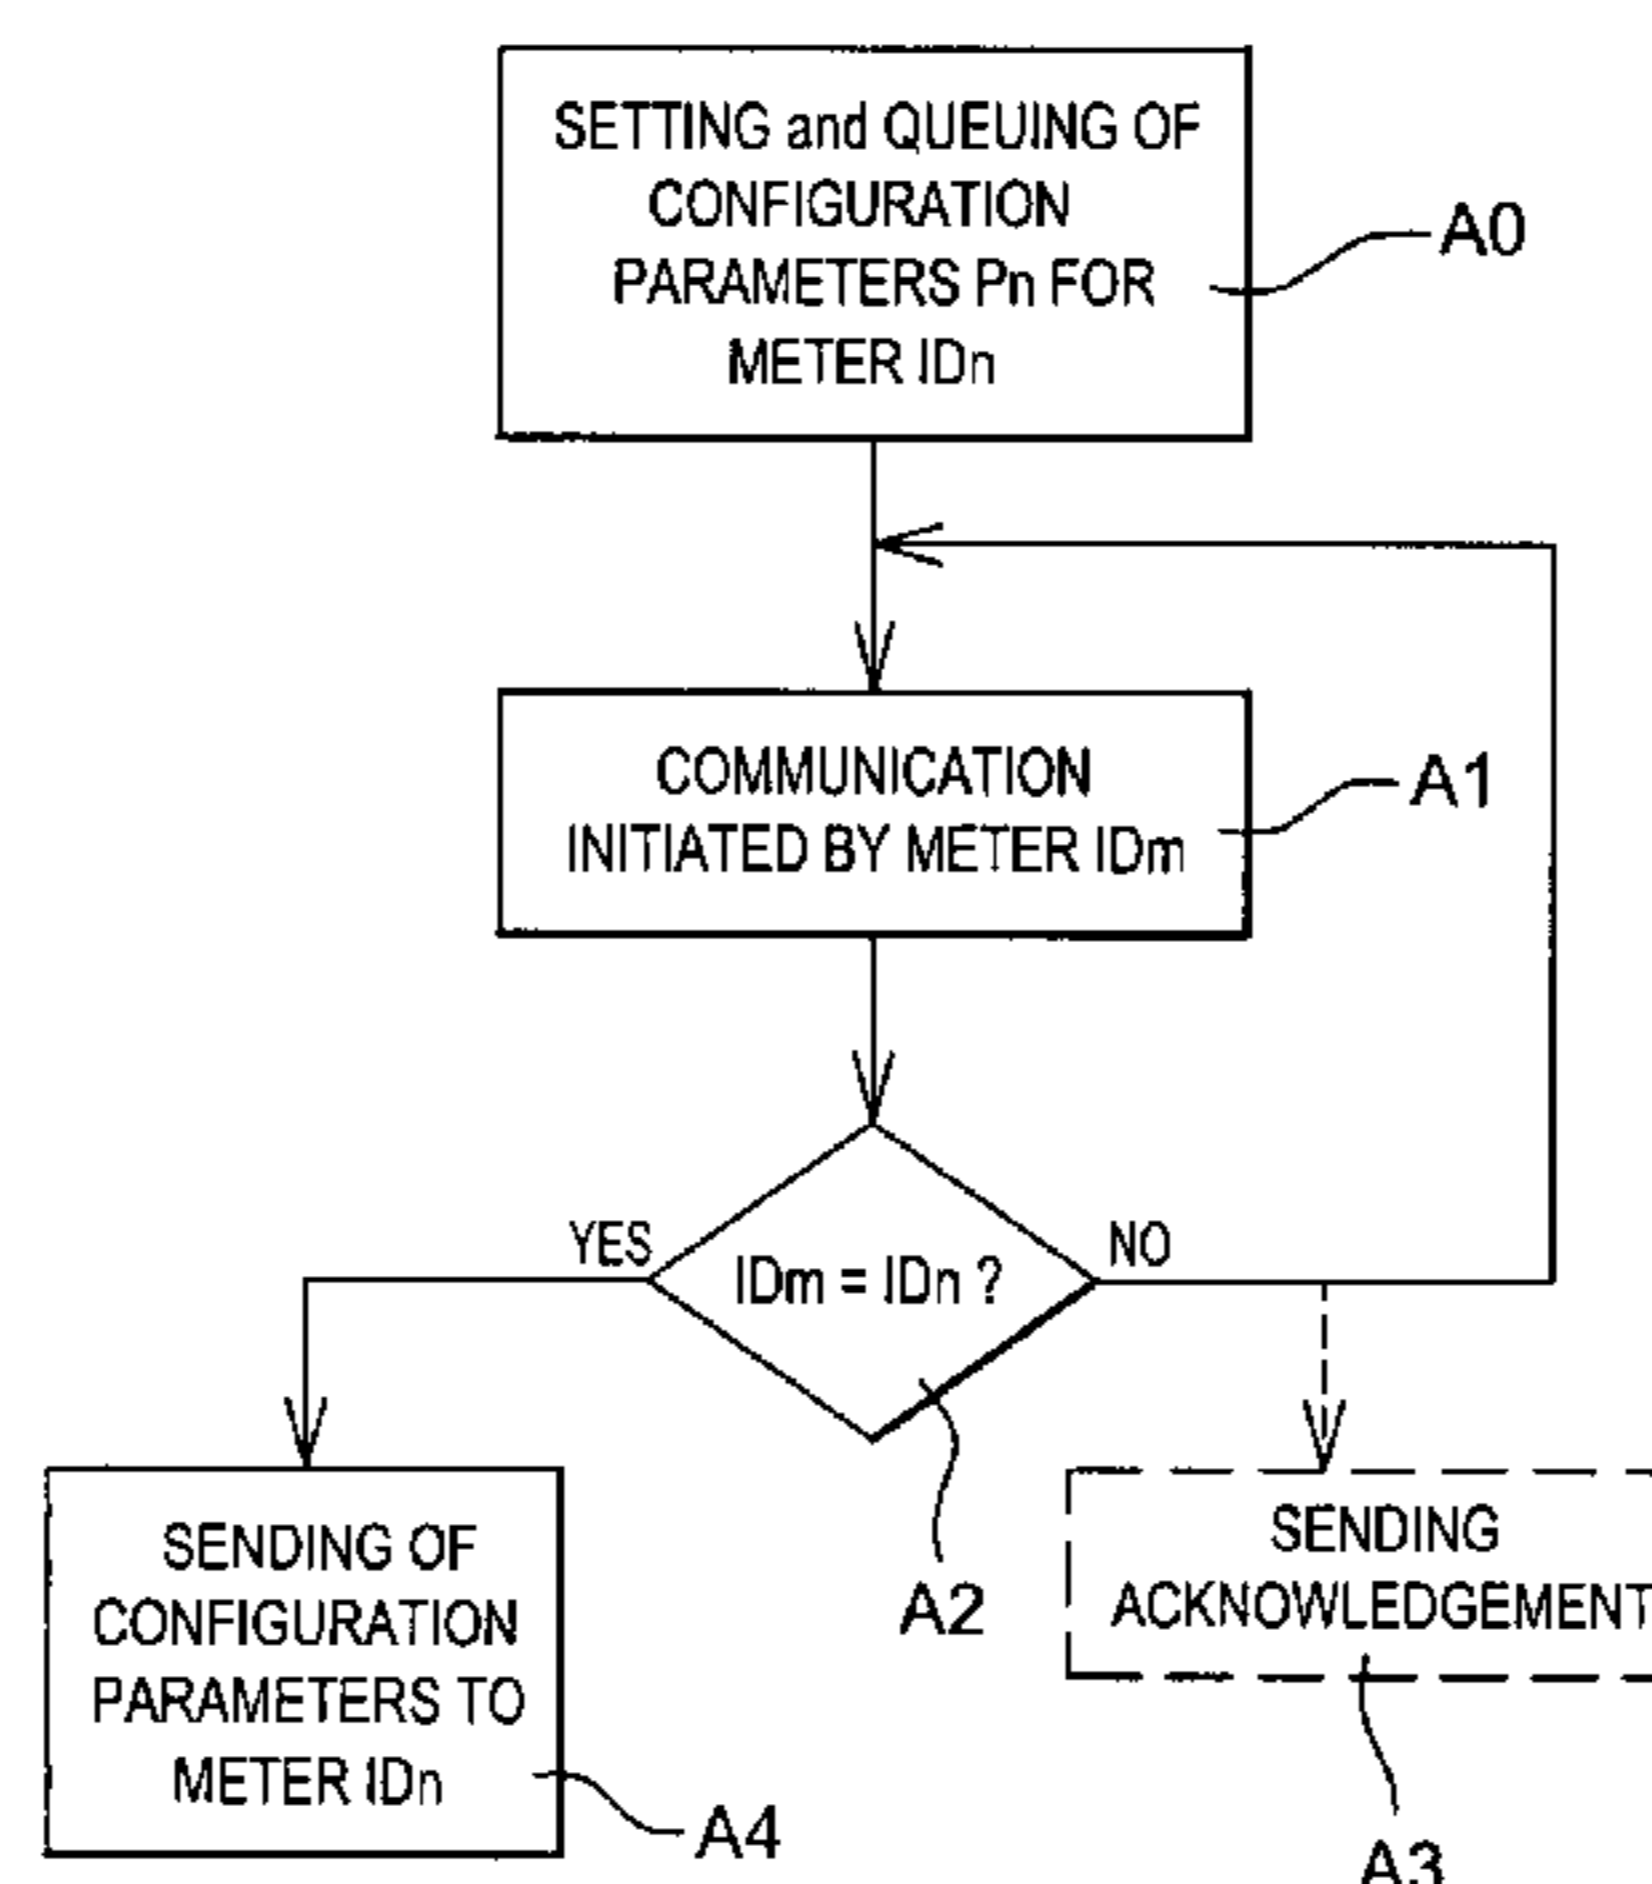 SETTING and QUEUING OF
CONFIGURATION
PARAMETERS Pn FOR
METER IDn
A0
COMMUNICATION
INITIATED BY METER IDm
A1
YES
IDm = IDn ?
NO
A2
SENDING OF
CONFIGURATION
PARAMETERS TO
METER IDn
A4
SENDING
ACKNOWLEDGEMENT
A3